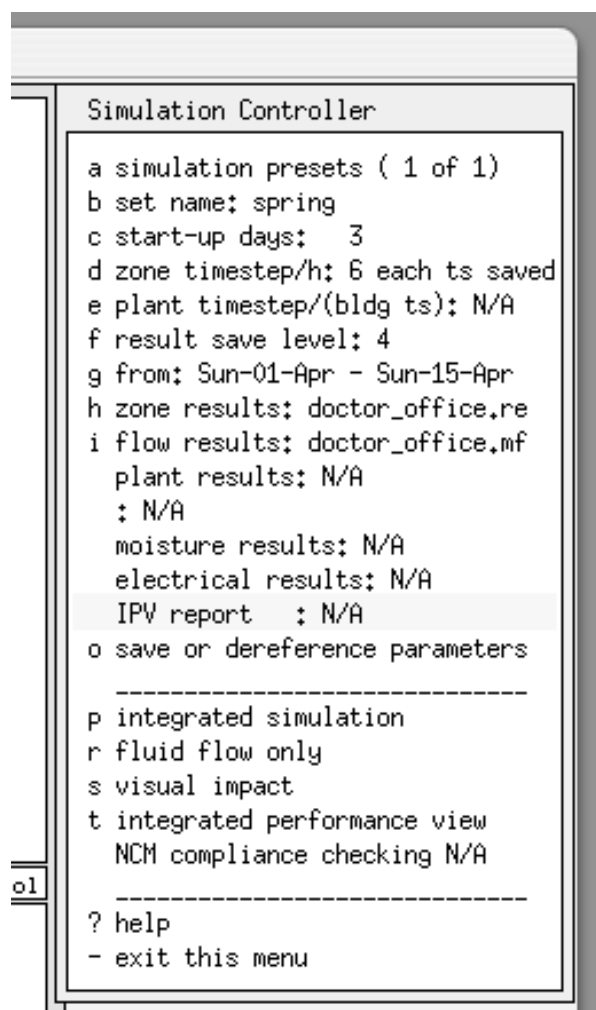 Simulation Controller
a simulation presets ( 1 of 1)
b set name: spring
c start-up days:   3
d zone timestep/h: 6 each ts saved
e plant timestep/(bldg ts): N/A
f result save level: 4
g from: Sun-01-Apr - Sun-15-Apr
h zone results: doctor_office.re
i flow results: doctor_office.mf
plant results: N/A
: N/A
moisture results: N/A
electrical results: N/A
IPV report   : N/A
o save or dereference parameters
______________________________
p integrated simulation
r fluid flow only
s visual impact
t integrated performance view
NCM compliance checking N/A
ol
______________________________
? help
- exit this menu